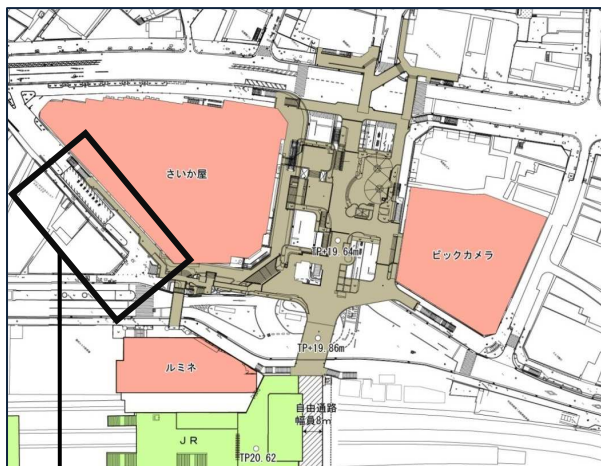 さいか屋
ビックカメラ
TP+19.64m
TP+19.86m
ルミネ
自由通路
幅員8m
JR
TP20.62